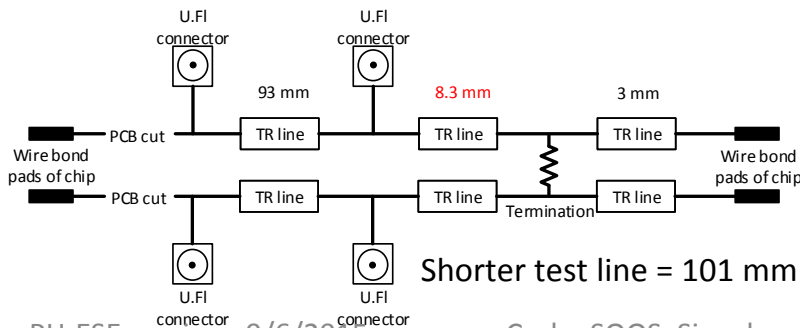 U.Fl
connector
U.Fl
connector
93 mm
8.3 mm
3 mm
PCB cut
TR line
TR line
TR line
Wire bond
pads of chip
Wire bond
pads of chip
PCB cut
TR line
TR line
TR line
Termination
Shorter test line = 101 mm
U.Fl
connector
U.Fl
connector